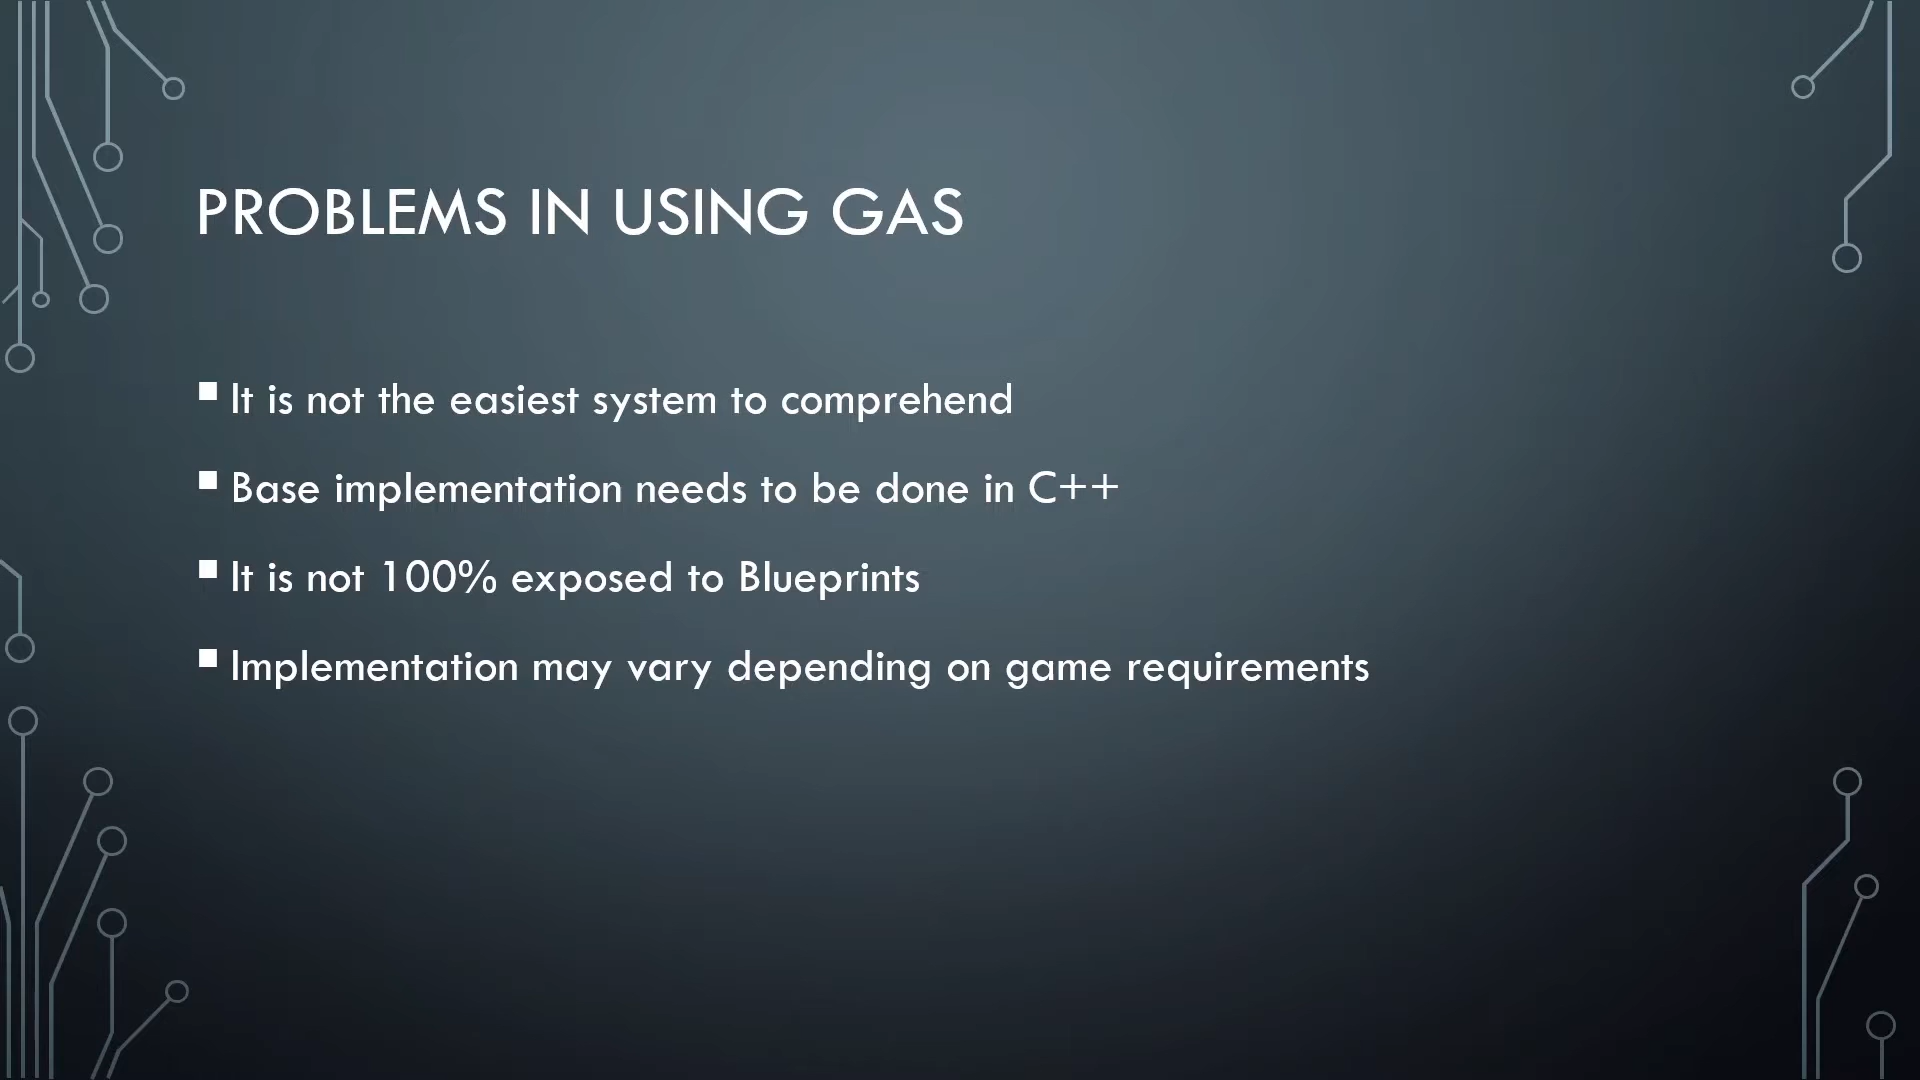 PROBLEMS IN USING GAS
It is not the easiest system to comprehend
Base implementation needs to be done in C++
It is not 100% exposed to Blueprints
Implementation may vary depending on game requirements